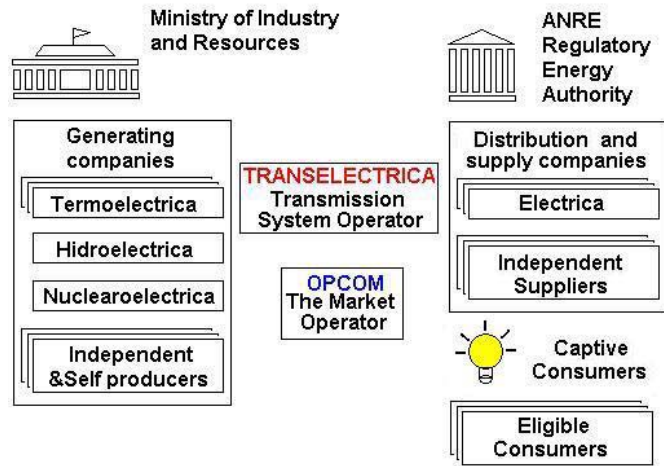 Ministry of Industry
and Resources
ANRE
Regulatory
Energy
Authority
Generating
companies
Termoelectrica
Hidroelectrica
Nuclearoelectrica
Independent
&Self producers
TRANSELECTRICA
Transmission
System Operator
OPCOM
The Market
Operator
Distribution and
supply companies
Electrica
Independent
Suppliers
Captive
Consumers
Eligible
Consumers